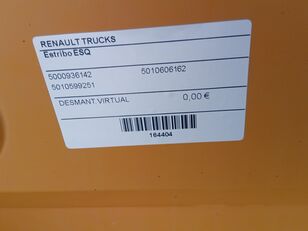 RENAULT TRUCKS
Estribo ESQ
5000936142 5010606162
5010599251
DESMANT.VIRTUAL 0,00 €
164404